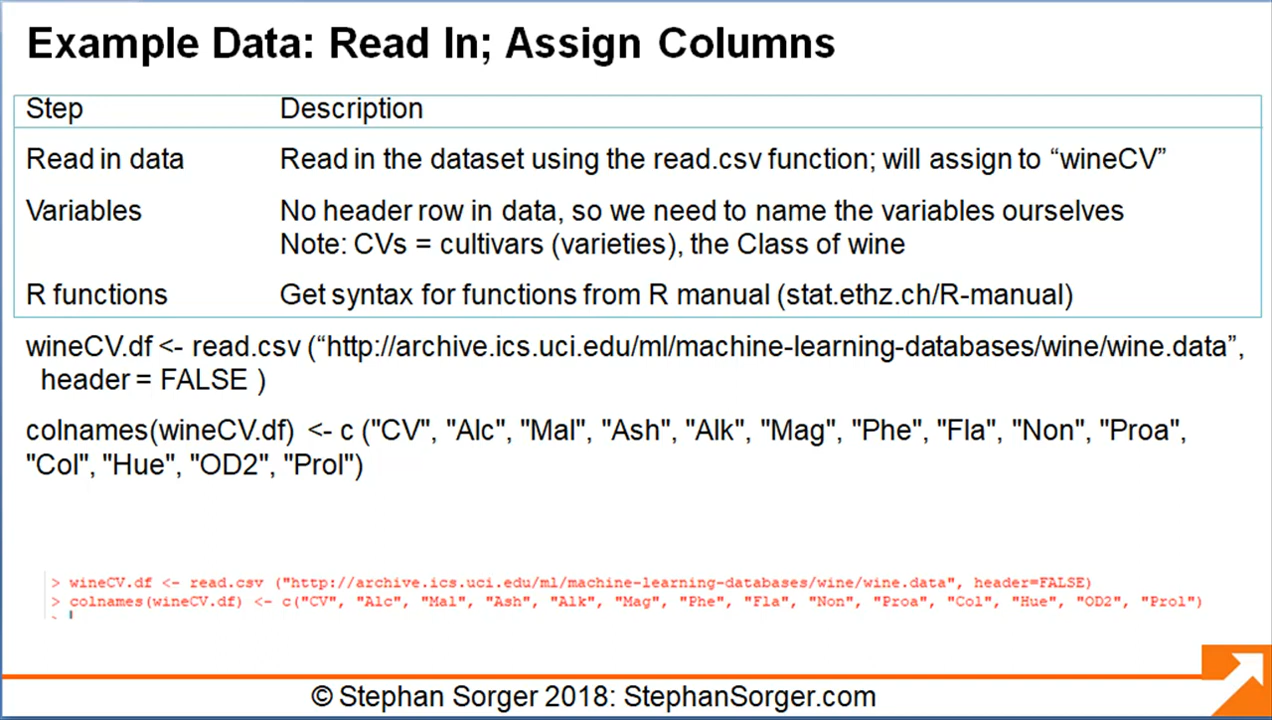 Example Data: Read In; Assign Columns
Step Description
Read in data Read in the dataset using the read.csv function; will assign to “wineCV”
Variables No header row in data, so we need to name the variables ourselves
Note: CVs = cultivars (varieties), the Class of wine
R functions Get syntax for functions from R manual (stat.ethz.ch/R-manual)
wineCV.df <- read.csv (“http://archive.ics.uci.edu/ml/machine-learning-databases/wine/wine.data”,
header = FALSE )
colnames(wineCV.df) <- c ("CV", "Alc", "Mal", "Ash", "Alk", "Mag", "Phe", "Fla", "Non", "Proa",
"Col", "Hue", "OD2", "Prol")
> wineCV.df <- read.csv ("http://archive.ics.uci.edu/ml/machine-learning-databases/wine/wine.data", header=FALSE)
> colnames(wineCV.df) <- c("CV", "Alc", "Mal", "Ash", "Alk", "Mag", "Phe", "Fla", "Non", "Proa", "Col", "Hue", "OD2", "Prol")
>
© Stephan Sorger 2018: StephanSorger.com